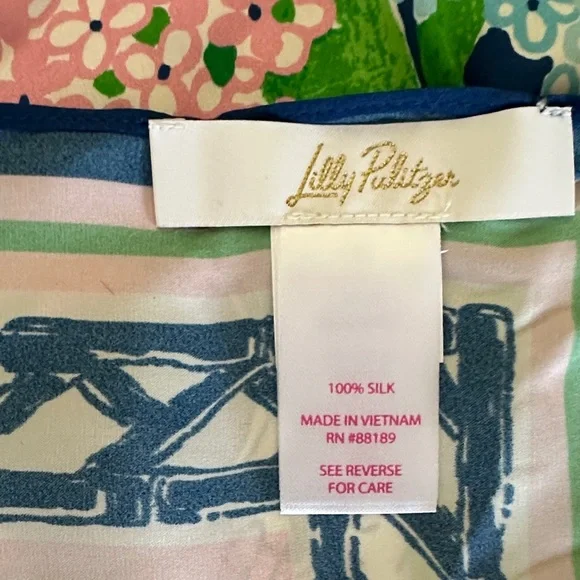 Lilly Pulitzer
100% SILK
MADE IN VIETNAM
RN #88189
SEE REVERSE
FOR CARE